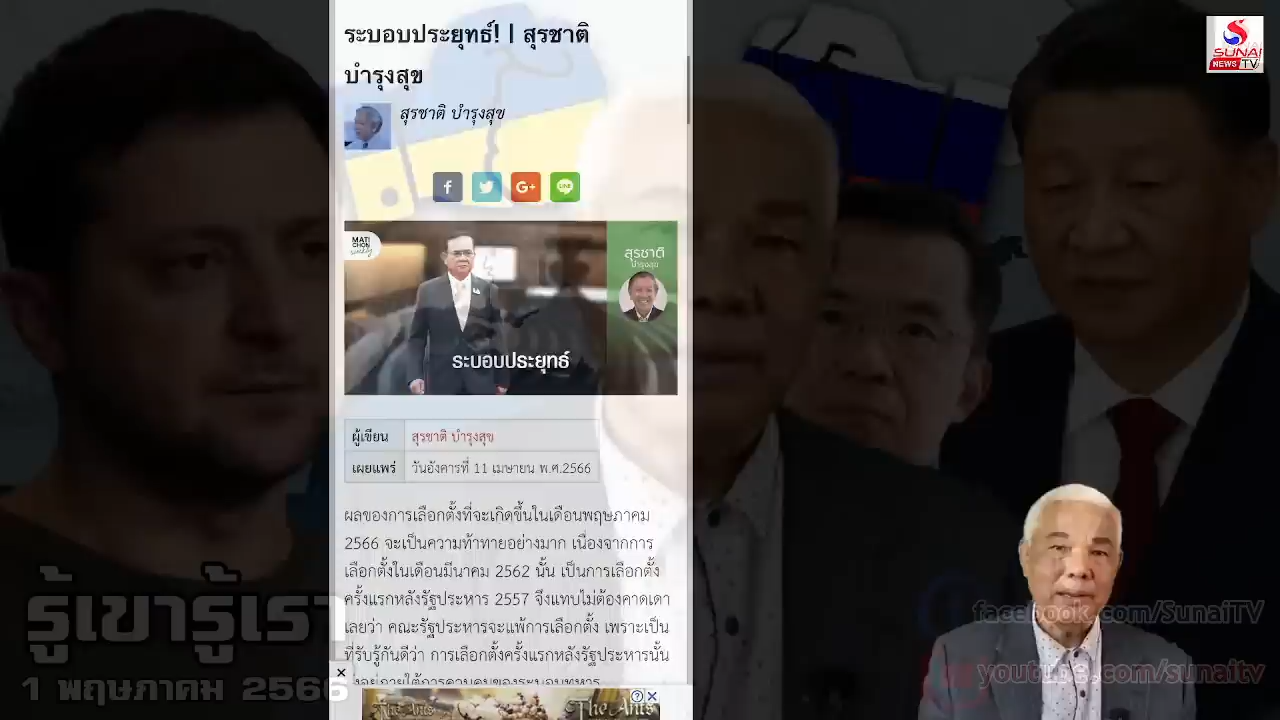 ระบอบประยุทธ์! | สุรชาติ
บำรุงสุข
สุรชาติ บำรุงสุข
SUNAI
NEWS TV
f
G+
LINE
MATI
CHON
weekly
สุรชาติ
บำรุงสุข
ระบอบประยุทธ์
ผู้เขียน สุรชาติ บำรุงสุข
เผยแพร่ วันอังคารที่ 11 เมษายน พ.ศ.2566
ผลของการเลือกตั้งที่จะเกิดขึ้นในเดือนพฤษภาคม
2566 จะเป็นความท้าทายอย่างมาก เนื่องจากการ
เลือกตั้งในเดือนมีนาคม 2562 นั้น เป็นการเลือกตั้ง
ครั้งแรกหลังรัฐประหาร 2557 จึงแทบไม่ต้องคาดเดา
เลยว่า คณะรัฐประหารจะแพ้การเลือกตั้ง เพราะเป็น
ที่รับรู้กันดีว่า การเลือกตั้งครั้งแรกหลังรัฐประหารนั้น
รู้เขารู้เรา
1 พฤษภาคม 2566
facebook.com/SunaiTV
youtube.com/sunaitv
The Ants
The Ants